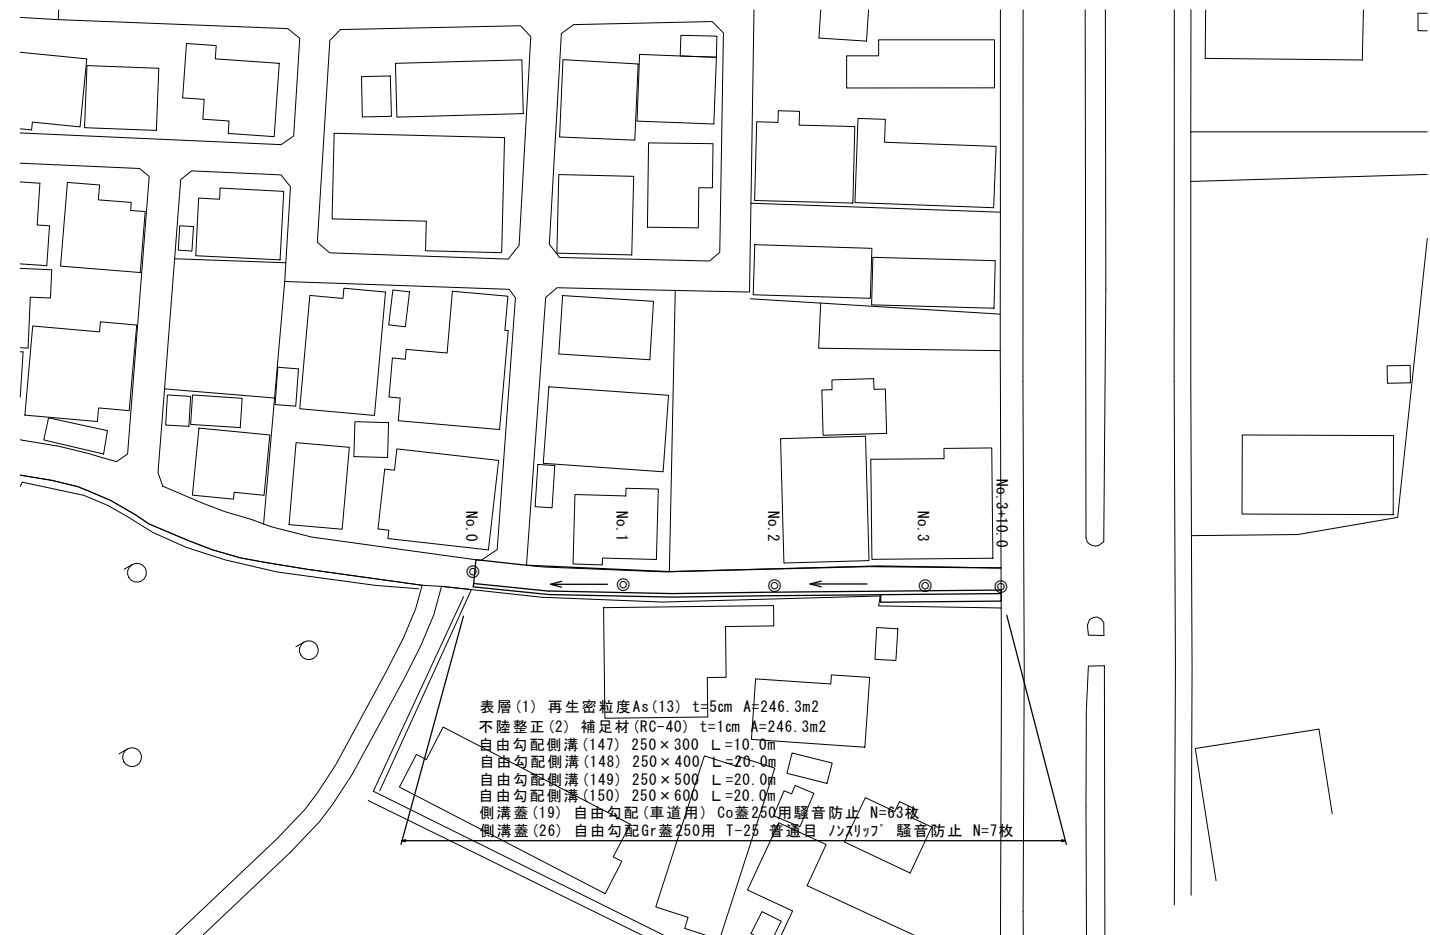 No.0
No.1
No.2
No.3
No.3+10.0
表層(1) 再生密粒度As(13) t=5cm A=246.3m2
不陸整正(2) 補足材(RC-40) t=1cm A=246.3m2
自由勾配側溝(147) 250×300 L=10.0m
自由勾配側溝(148) 250×400 L=20.0m
自由勾配側溝(149) 250×500 L=20.0m
自由勾配側溝(150) 250×600 L=20.0m
側溝蓋(19) 自由勾配(車道用) Co蓋250用騒音防止 N=63枚
側溝蓋(26) 自由勾配Gr蓋250用 T-25 普通目 ノンスリップ 騒音防止 N=7枚